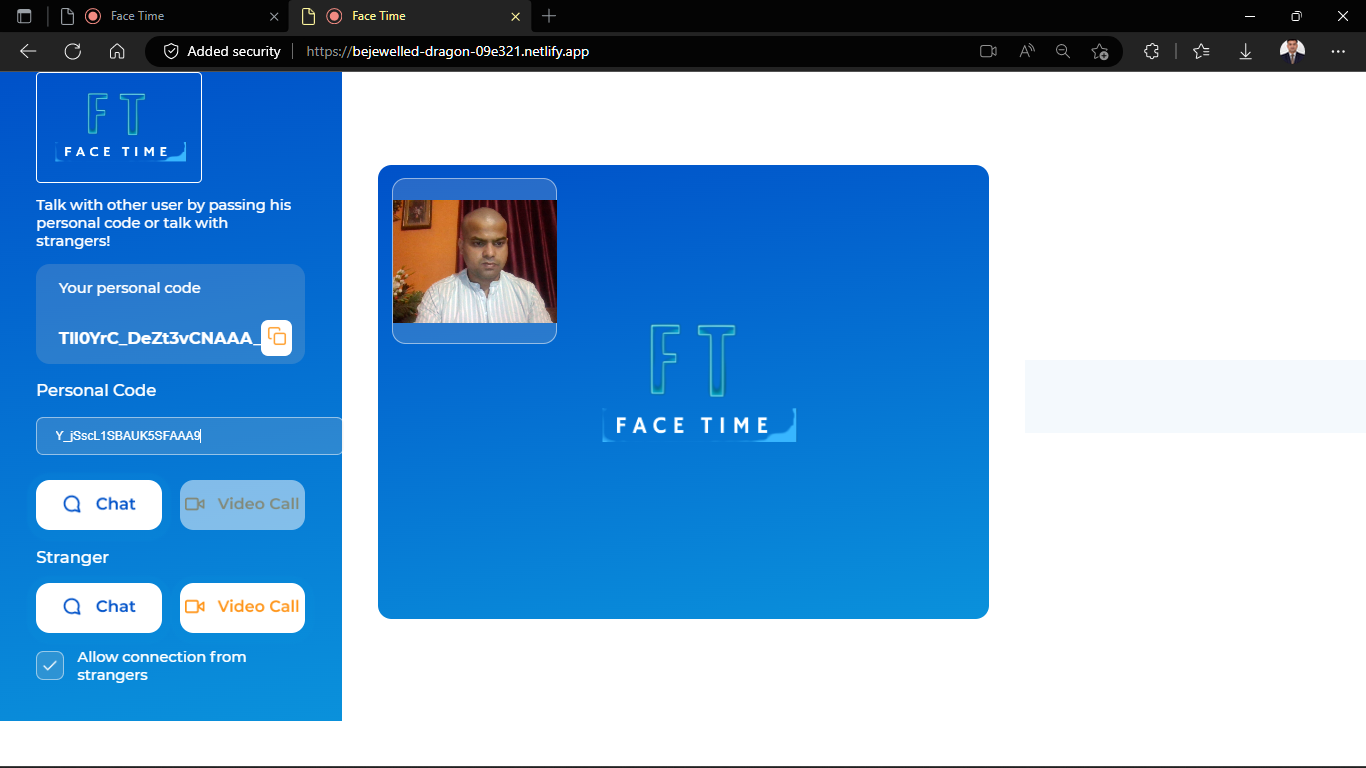 Face Time
Face Time
Added security
https://bejewelled-dragon-09e321.netlify.app
FT
FACE TIME
Talk with other user by passing his
personal code or talk with
strangers!
Your personal code
TlI0YrC_DeZt3vCNAAA_
Personal Code
Y_jSscL1SBAUK5SFAAA9
Chat
Video Call
Stranger
Chat
Video Call
Allow connection from
strangers
FT
FACE TIME